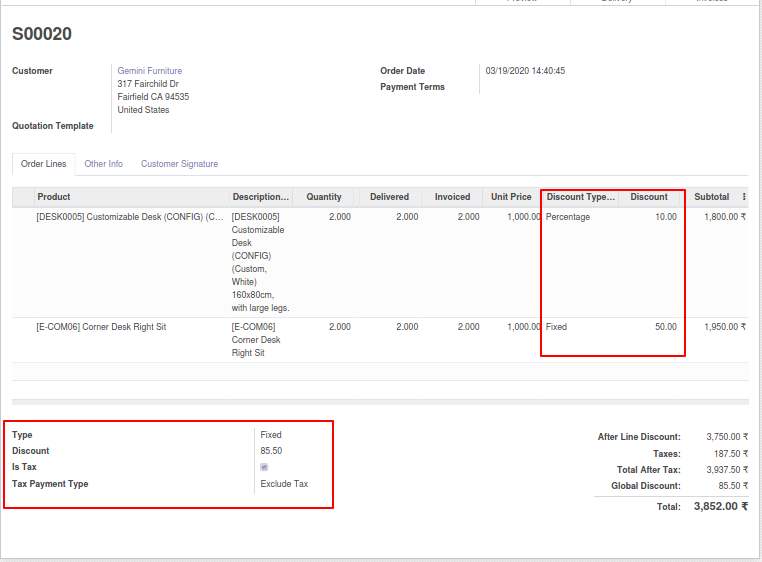 S00020
Customer
Gemini Furniture
317 Fairchild Dr
Fairfield CA 94535
United States
Order Date 03/19/2020 14:40:45
Payment Terms
Quotation Template
Order Lines Other Info Customer Signature
Product Description... Quantity Delivered Invoiced Unit Price Discount Type... Discount Subtotal
[DESK0005] Customizable Desk (CONFIG) (C... [DESK0005] 2.000 2.000 2.000 1,000.00 Percentage 10.00 1,800.00 ₹
Customizable
Desk
(CONFIG)
(Custom,
White)
160x80cm,
with large legs.
[E-COM06] Corner Desk Right Sit [E-COM06] 2.000 2.000 2.000 1,000.00 Fixed 50.00 1,950.00 ₹
Corner Desk
Right Sit
Type Fixed
Discount 85.50
Is Tax
Tax Payment Type Exclude Tax
After Line Discount: 3,750.00 ₹
Taxes: 187.50 ₹
Total After Tax: 3,937.50 ₹
Global Discount: 85.50 ₹
Total: 3,852.00 ₹